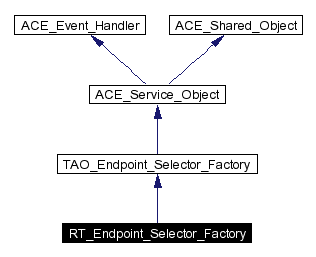 ACE_Event_Handler
ACE_Shared_Object
ACE_Service_Object
TAO_Endpoint_Selector_Factory
RT_Endpoint_Selector_Factory